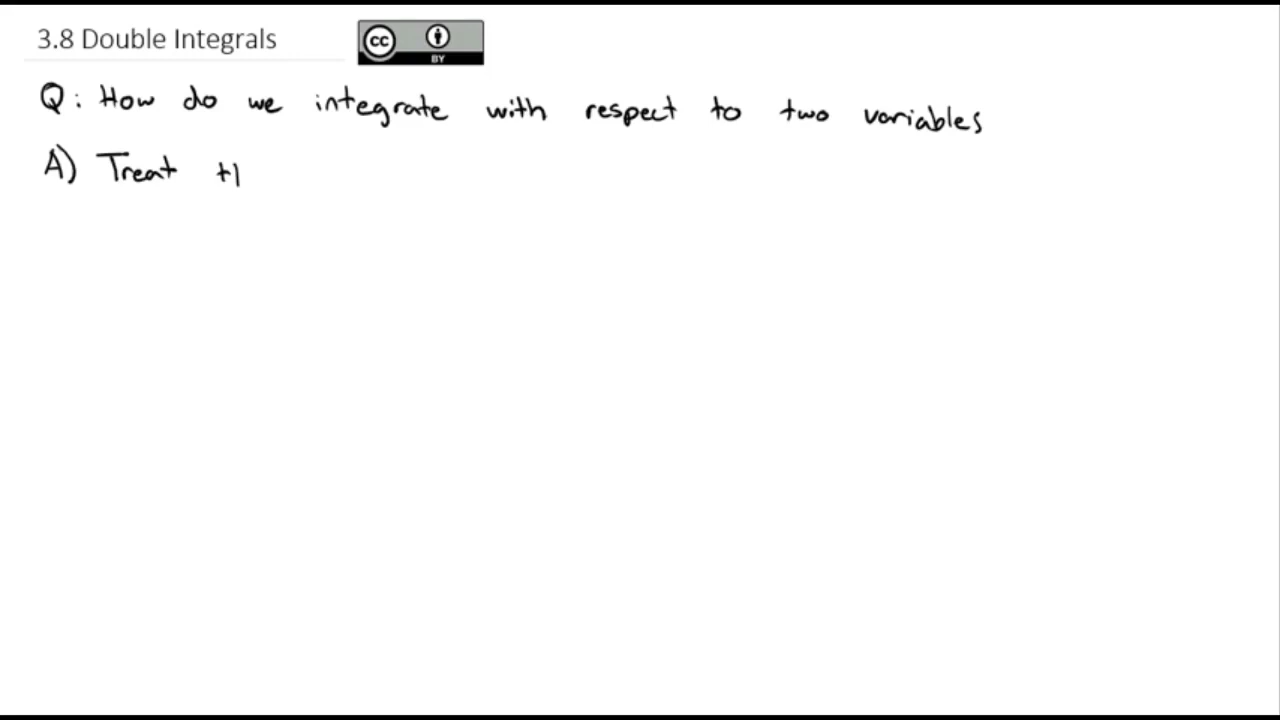 3.8 Double Integrals
cc BY
Q: How do we integrate with respect to two variables
A) Treat